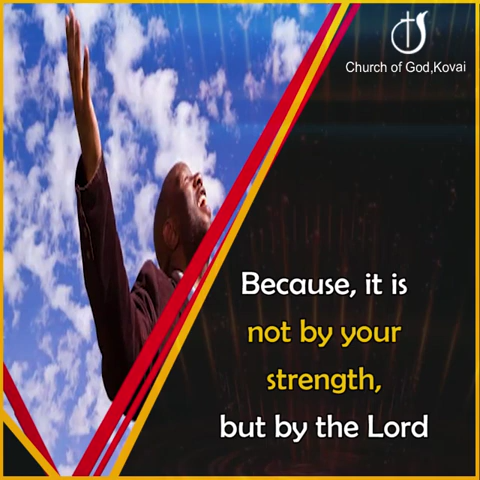 Church of God,Kovai
Because, it is
not by your
strength,
but by the Lord